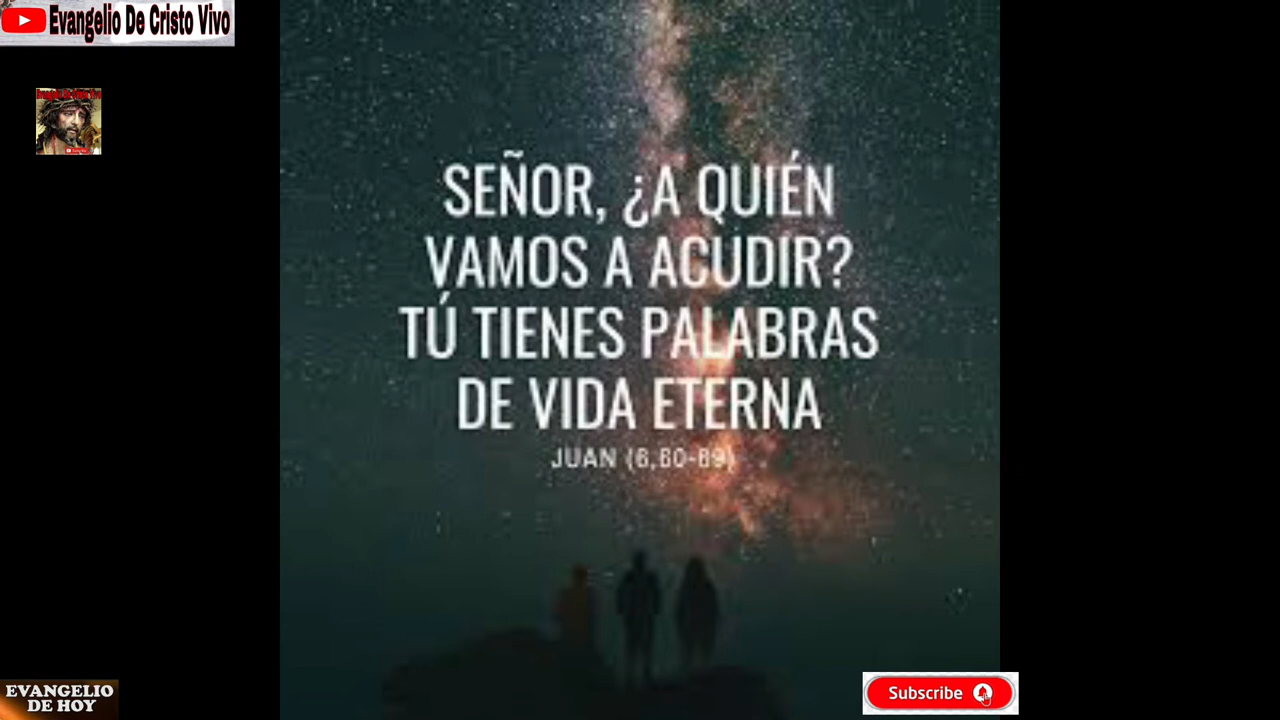 Evangelio De Cristo Vivo
SEÑOR, ¿A QUIÉN
VAMOS A ACUDIR?
TÚ TIENES PALABRAS
DE VIDA ETERNA
JUAN (6,60-69)
EVANGELIO
DE HOY
Subscribe